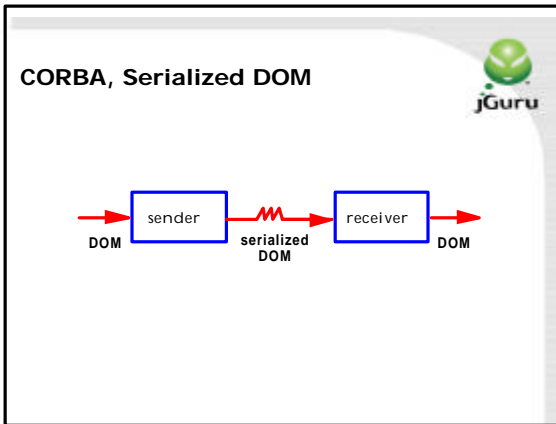 CORBA, Serialized DOM
jGuru
sender
receiver
DOM
serialized
DOM
DOM